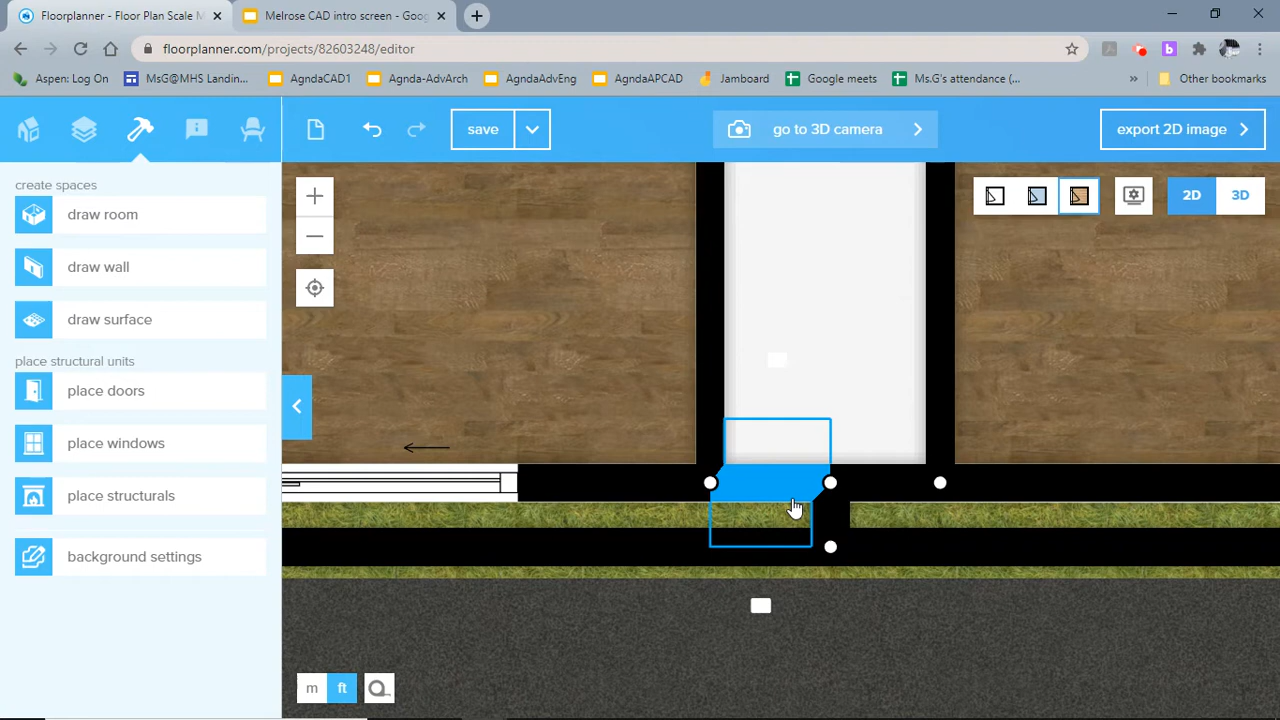 Floorplanner - Floor Plan Scale M
Melrose CAD intro screen - Goog
floorplanner.com/projects/82603248/editor
Aspen: Log On
MsG@MHS Landin...
AgndaCAD1
Agnda-AdvArch
AgndaAdvEng
AgndaAPCAD
Jamboard
Google meets
Ms.G's attendance (...
»
Other bookmarks
save
go to 3D camera
export 2D image
create spaces
draw room
draw wall
draw surface
place structural units
place doors
place windows
place structurals
background settings
2D
3D
m
ft